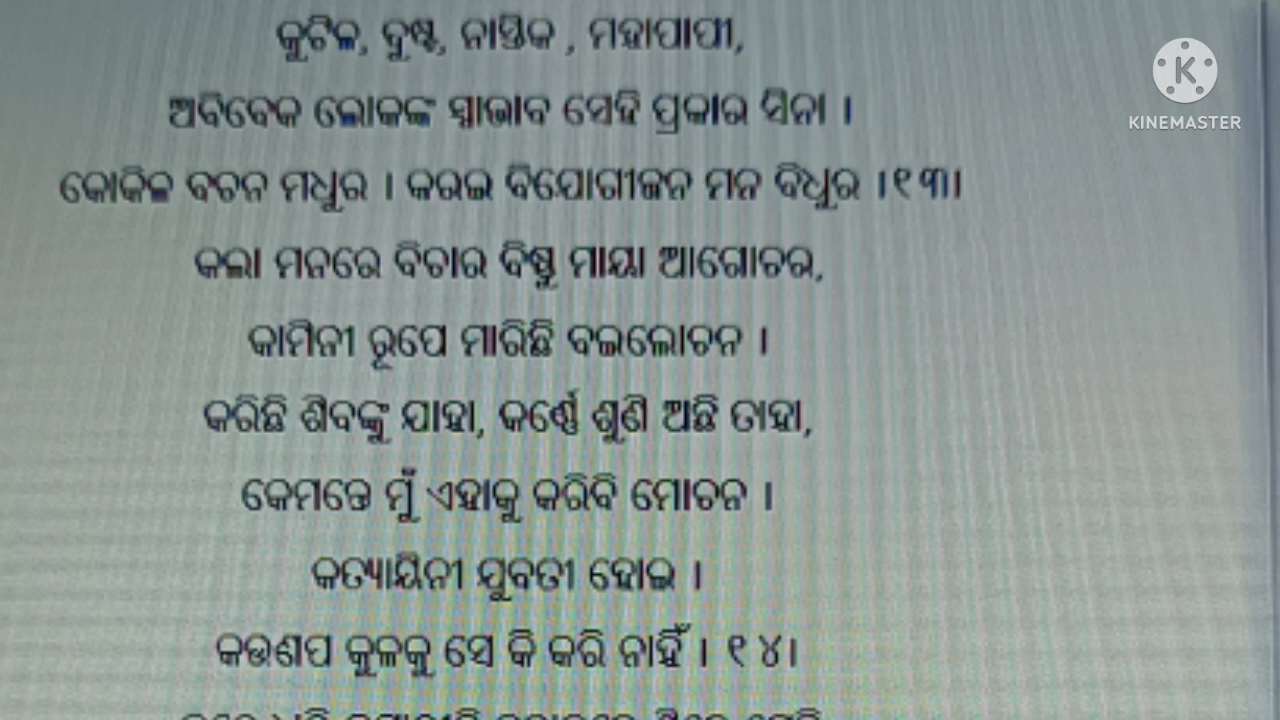 କୁଟିଳ, ଦୁଷ୍ଟ, ନାସ୍ତିକ , ମହାପାପୀ,
ଅବିବେକ ଲୋକଙ୍କ ସ୍ୱାଭାବ ସେହି ପ୍ରକାର ସିନା ।
କୋକିଳ ବଚନ ମଧୁର । କରଇ ବିଯୋଗୀଜନ ମନ ବିଧୁର ।୧୩।
କଲା ମନରେ ବିଚାର ବିଷ୍ଣୁ ମାୟା ଆଗୋଚର,
କାମିନୀ ରୂପେ ମାରିଛି ବଇଲୋଚନ ।
କରିଛି ଶିବଙ୍କୁ ଯାହା, କର୍ଣ୍ଣେ ଶୁଣି ଅଛି ତାହା,
କେମନ୍ତେ ମୁଁ ଏହାକୁ କରିବି ମୋଚନ ।
କତ୍ୟାୟିନୀ ଯୁବତୀ ହୋଇ ।
କଉଣପ କୁଳକୁ ସେ କି କରି ନାହିଁ । ୧୪।
KINEMASTER